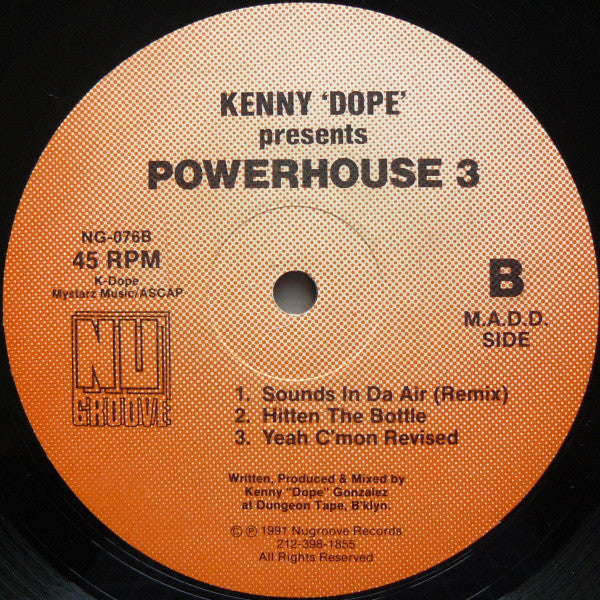 KENNY 'DOPE'
presents
POWERHOUSE 3
NG-076B
45 RPM
K-Dope
Mystarz Music/ASCAP
NU
GROOVE
B
M.A.D.D.
SIDE
1. Sounds In Da Air (Remix)
2. Hitten The Bottle
3. Yeah C'mon Revised
Written, Produced & Mixed by
Kenny "Dope" Gonzalez
at Dungeon Tape, B'klyn.
© ℗ 1991 Nugroove Records
212-398-1855
All Rights Reserved